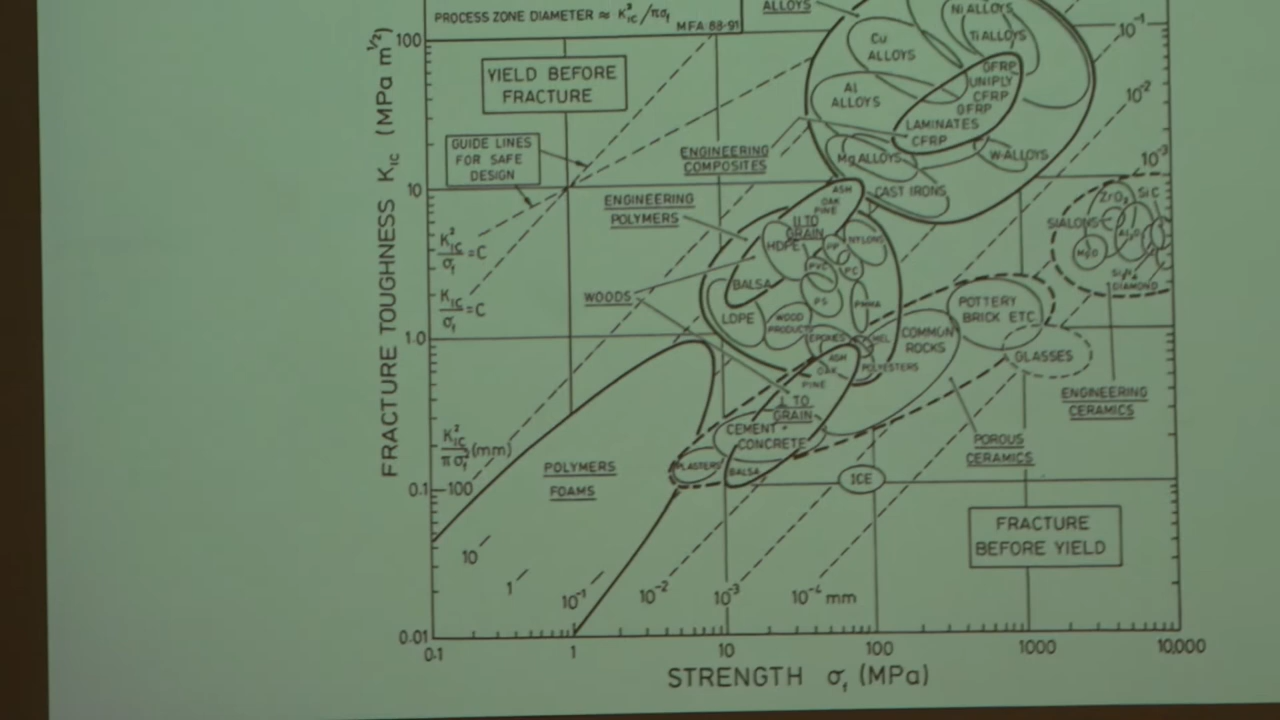 ALLOYS
PROCESS ZONE DIAMETER ≈ K²IC/πσf
MFA 88-91
FRACTURE TOUGHNESS KIC (MPa m^1/2)
100
10
1.0
0.1
0.01
YIELD BEFORE
FRACTURE
GUIDE LINES
FOR SAFE
DESIGN
K²IC/σf = C
KIC/σf = C
K²IC/πσ²f (mm)
100
10
1
10⁻¹
10⁻²
10⁻³
10⁻⁴ mm
10⁻¹
10⁻²
10⁻³
Ni ALLOYS
Ti ALLOYS
Cu
ALLOYS
Al
ALLOYS
GFRP
UNIPLY
CFRP
GFRP
LAMINATES
CFRP
Mg ALLOYS
W-ALLOYS
CAST IRONS
ENGINEERING
COMPOSITES
ENGINEERING
POLYMERS
WOODS
ASH
OAK
PINE
II TO
GRAIN
HDPE
PP
NYLONS
PVC
PC
BALSA
PS
PMMA
LDPE
WOOD
PRODUCTS
EPOXIES
POLYESTERS
ASH
OAK
PINE
⊥ TO
GRAIN
CEMENT +
CONCRETE
PLASTERS
BALSA
ICE
COMMON
ROCKS
POTTERY
BRICK ETC
GLASSES
ZrO₂
SiC
SIALONS
MgO
DIAMOND
ENGINEERING
CERAMICS
POROUS
CERAMICS
POLYMERS
FOAMS
FRACTURE
BEFORE YIELD
0·1
1
10
100
1000
10,000
STRENGTH σf (MPa)